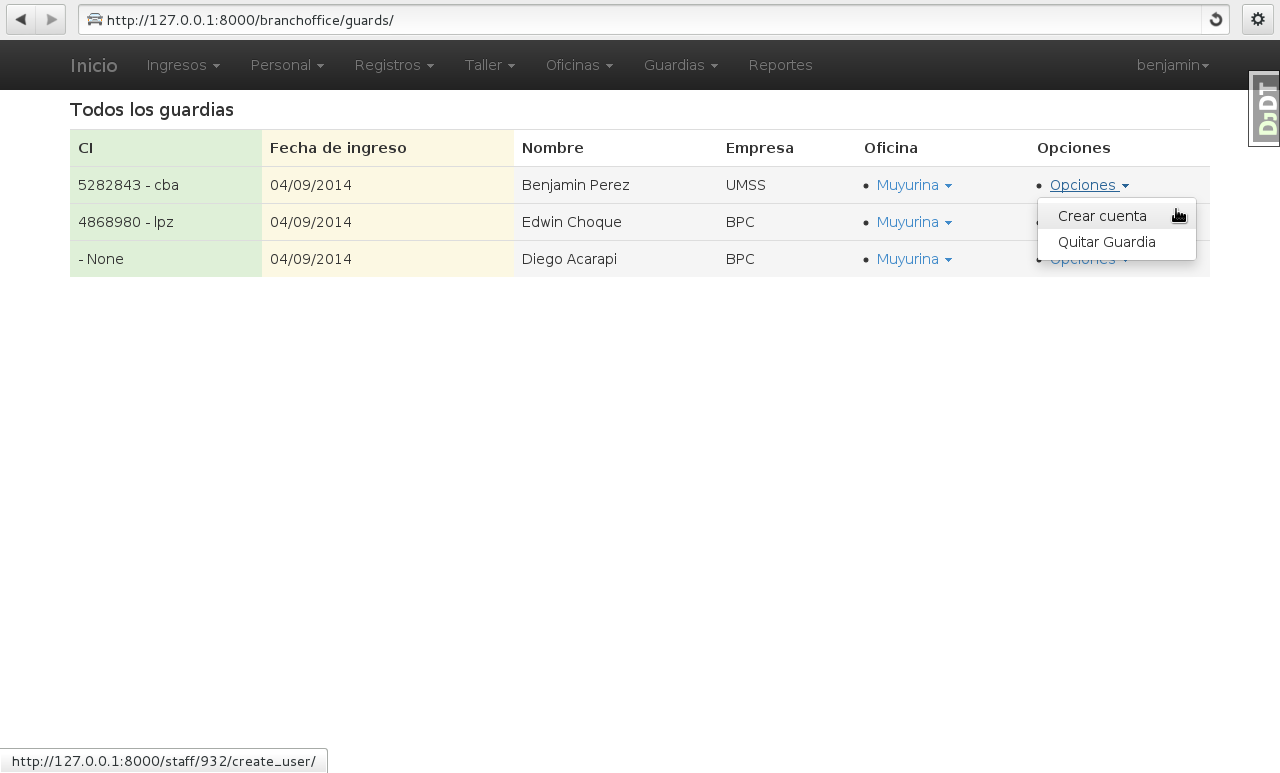 http://127.0.0.1:8000/branchoffice/guards/
Inicio Ingresos Personal Registros Taller Oficinas Guardias Reportes benjamin
DjDT
Todos los guardias
CI Fecha de ingreso Nombre Empresa Oficina Opciones
5282843 - cba 04/09/2014 Benjamin Perez UMSS • Muyurina • Opciones
Crear cuenta
4868980 - lpz 04/09/2014 Edwin Choque BPC • Muyurina •
Quitar Guardia
- None 04/09/2014 Diego Acarapi BPC • Muyurina • Opciones
http://127.0.0.1:8000/staff/932/create_user/